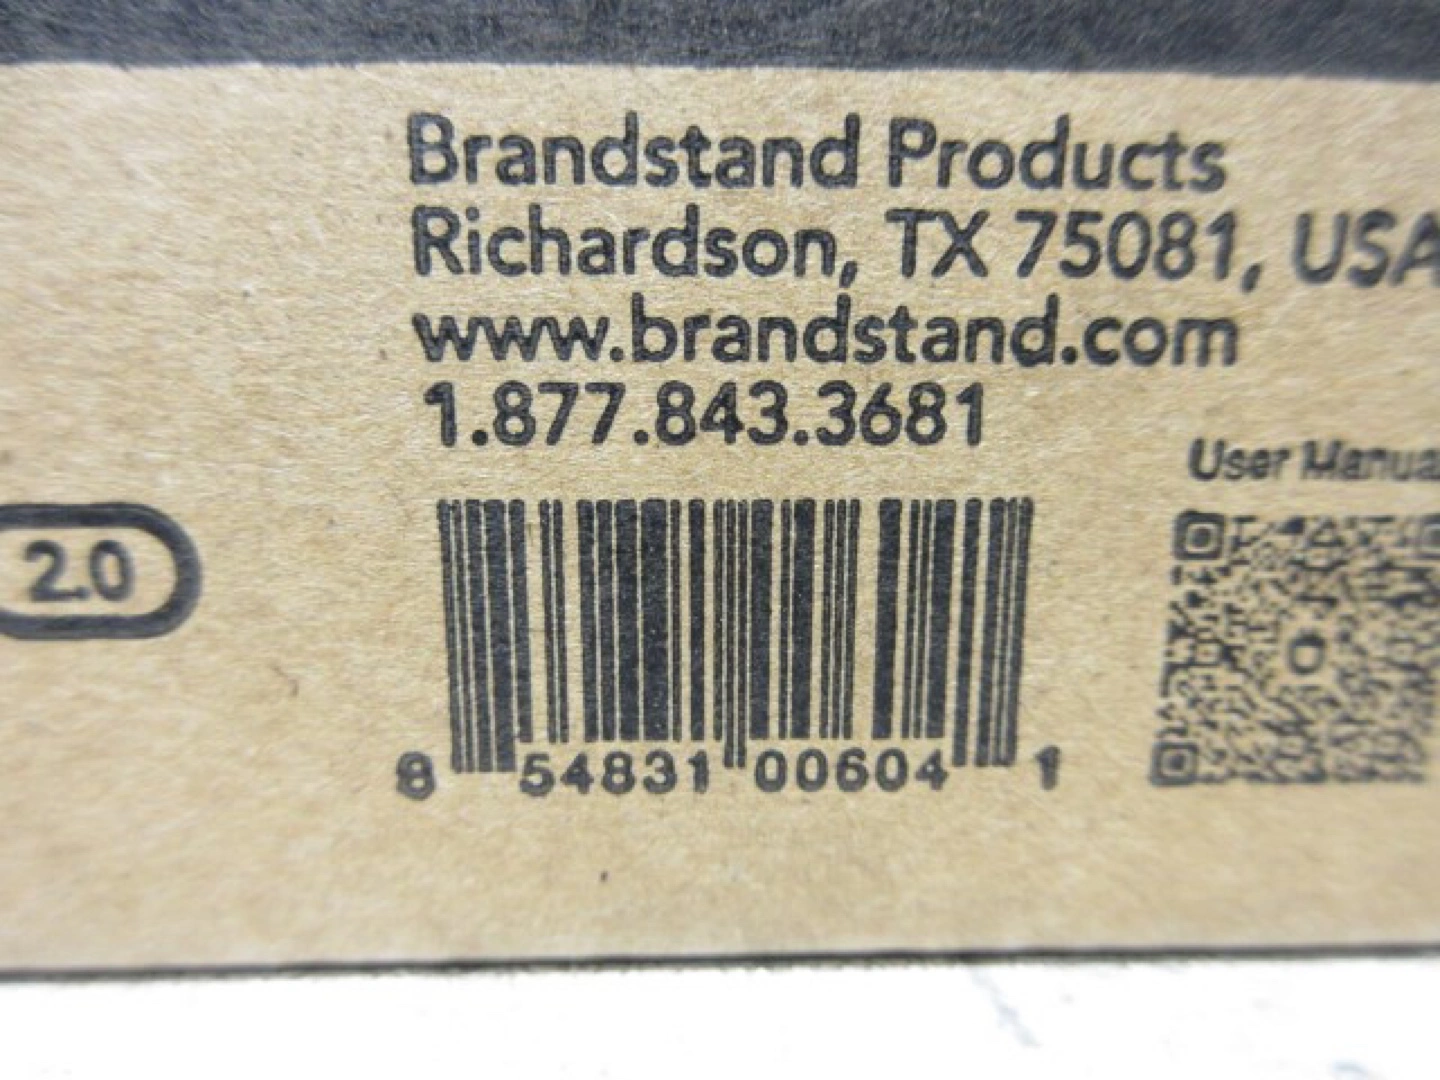 Brandstand Products
Richardson, TX 75081, USA
www.brandstand.com
1.877.843.3681
User Manual
2.0
8 54831 00604 1